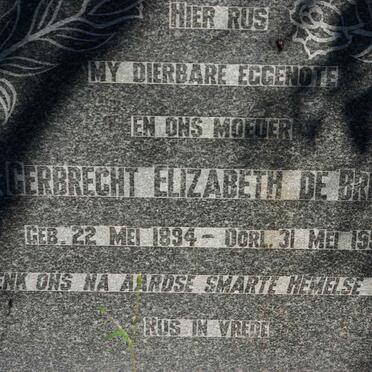 HIER RUS
MY DIERBARE EGGENOTE
EN ONS MOEDER
GERBRECHT ELIZABETH DE
GEB. 22 MEI 1894 - OORL. 31 MEI
ONS NA AARDSE SMARTE HEMELSE
RUS IN VREDE